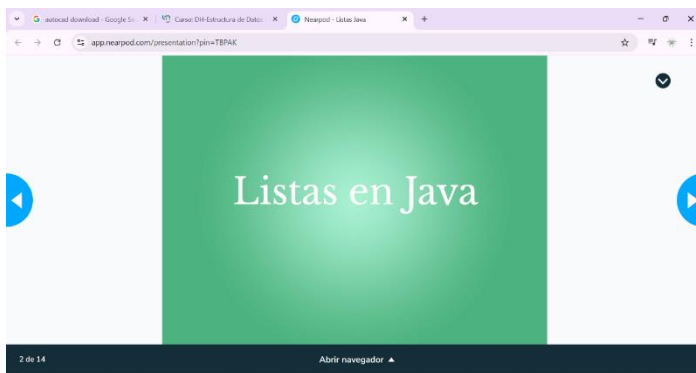 autocad download - Google Se
Curso: DH-Estructura de Datos
Nearpod - Listas Java
app.nearpod.com/presentation?pin=TBPAK
Listas en Java
2 de 14
Abrir navegador